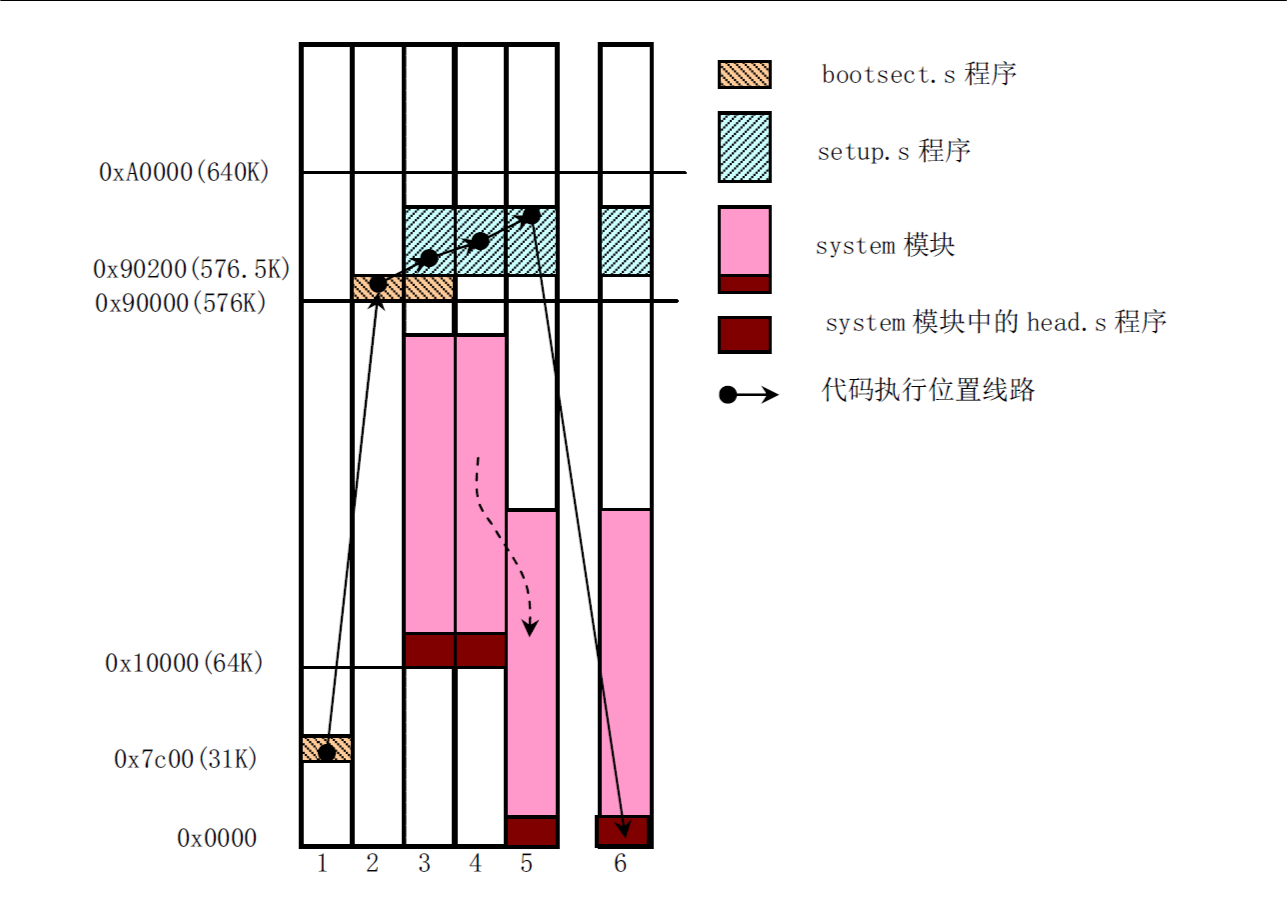 bootsect.s 程序
setup.s 程序
system 模块
system 模块中的 head.s 程序
代码执行位置线路
0xA0000(640K)
0x90200(576.5K)
0x90000(576K)
0x10000(64K)
0x7c00(31K)
0x0000
1 2 3 4 5 6